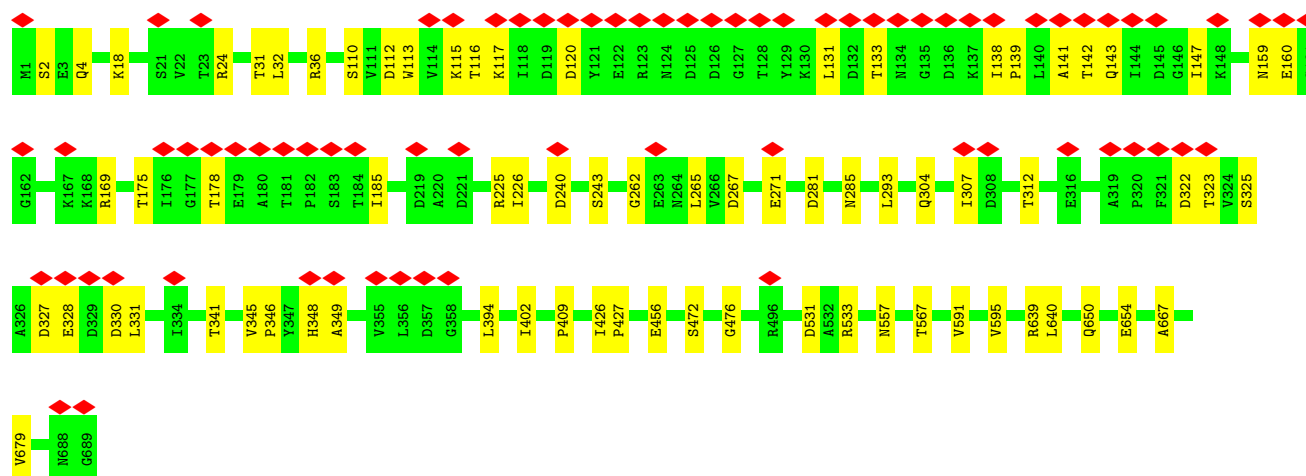 M1 S2 E3 Q4 K18 S21 V22 T23 R24 T31 L32 R36 S110 V111 D112 W113 V114 K115 T116 K117 I118 D119 D120 Y121 E122 R123 N124 D125 D126 G127 T128 Y129 K130 L131 D132 T133 N134 G135 D136 K137 I138 P139 L140 A141 T142 Q143 I144 D145 G146 I147 K148 N159 E160
G162 K167 K168 R169 T175 I176 G177 T178 E179 A180 T181 P182 S183 T184 I185 D219 A220 D221 R225 I226 D240 S243 G262 E263 N264 L265 V266 D267 E271 D281 N285 L293 Q304 I307 D308 T312 E316 A319 P320 F321 D322 T323 V324 S325
A326 D327 E328 D329 D330 L331 I334 T341 V345 P346 Y347 H348 A349 V355 L356 D357 G358 L394 I402 P409 I426 P427 E456 S472 G476 R496 D531 A532 R533 N557 T567 V591 V595 R639 L640 Q650 E654 A667
V679 N688 G689